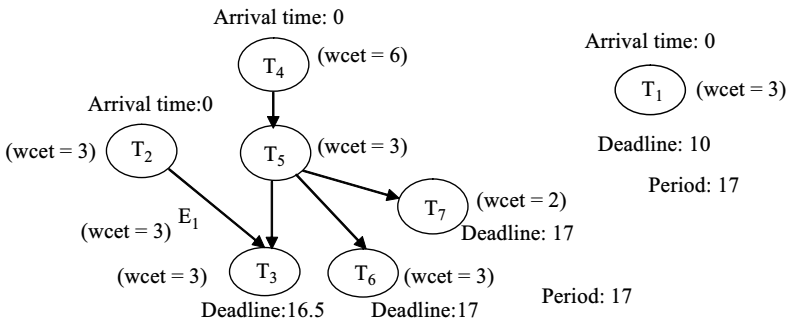 Arrival time: 0
T4 (wcet = 6)
Arrival time: 0
T1 (wcet = 3)
Arrival time:0
(wcet = 3) T2
T5 (wcet = 3)
Deadline: 10
Period: 17
T7 (wcet = 2)
Deadline: 17
(wcet = 3) E1
(wcet = 3) T3
T6 (wcet = 3)
Deadline:16.5
Deadline:17
Period: 17